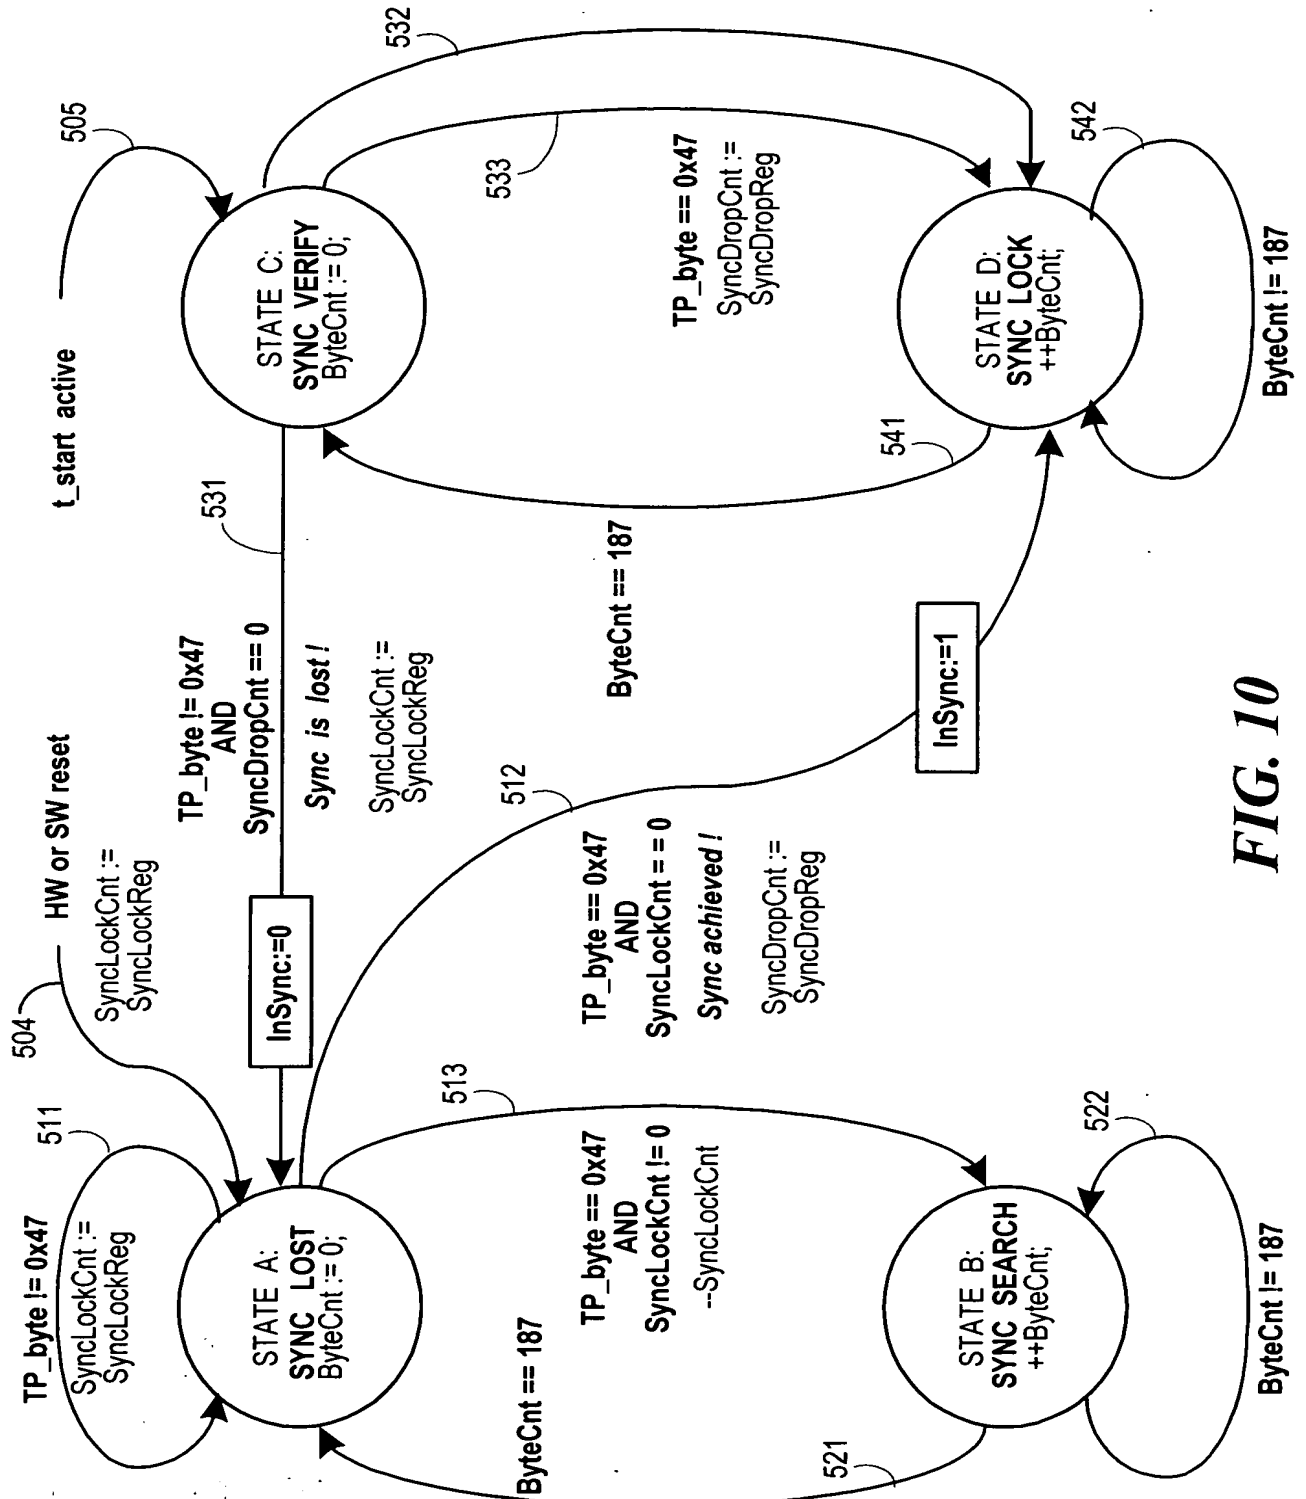 TP_byte != 0x47
SyncLockCnt :=
SyncLockReg
511
504
HW or SW reset
SyncLockCnt :=
SyncLockReg
t_start active
505
STATE A:
SYNC LOST
ByteCnt := 0;
InSync:=0
TP_byte != 0x47
AND
SyncDropCnt == 0
Sync is lost !
SyncLockCnt :=
SyncLockReg
531
STATE C:
SYNC VERIFY
ByteCnt := 0;
532
533
ByteCnt == 187
521
513
TP_byte == 0x47
AND
SyncLockCnt != 0
--SyncLockCnt
512
TP_byte == 0x47
AND
SyncLockCnt = = 0
Sync achieved !
SyncDropCnt :=
SyncDropReg
ByteCnt == 187
541
TP_byte == 0x47
SyncDropCnt :=
SyncDropReg
InSync:=1
STATE B:
SYNC SEARCH
++ByteCnt;
522
ByteCnt != 187
STATE D:
SYNC LOCK
++ByteCnt;
542
ByteCnt != 187
FIG. 10